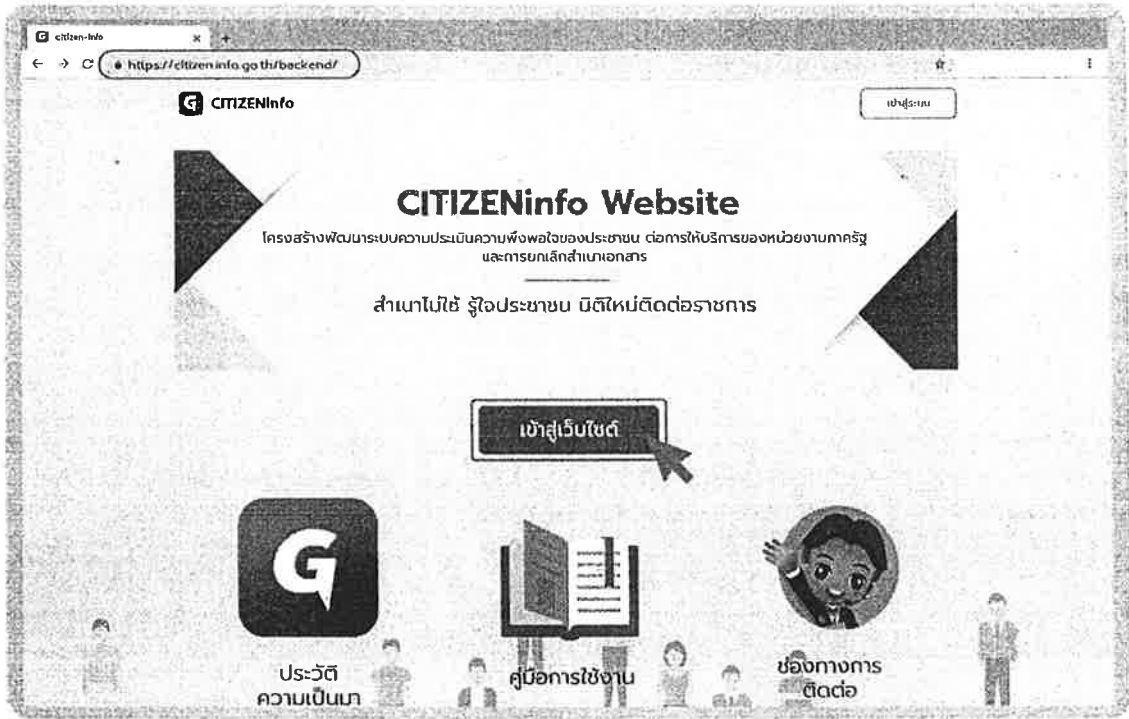 citizen-info
https://citizen.info.go.th/backend/
CITIZENinfo
เข้าสู่ระบบ
CITIZENinfo Website
โครงสร้างพัฒนาระบบความประเมินความพึงพอใจของประชาชน ต่อการให้บริการของหน่วยงานภาครัฐ
และการยกเลิกสำเนาเอกสาร
สำเนาไม่ใช้ รู้ใจประชาชน มิติใหม่ติดต่อราชการ
เข้าสู่เว็บไซต์
ประวัติ
ความเป็นมา
คู่มือการใช้งาน
ช่องทางการ
ติดต่อ